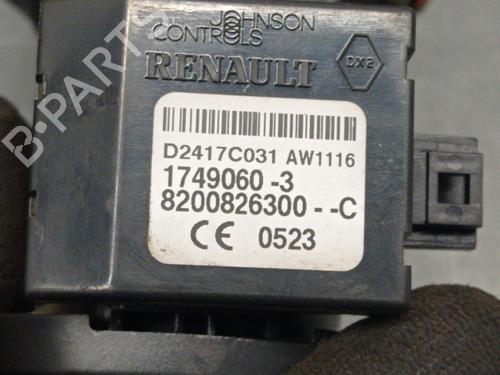 JOHNSON
CONTROLS
RENAULT
DX2
D2417C031 AW1116
1749060-3
8200826300--C
CE 0523
B-PARTS